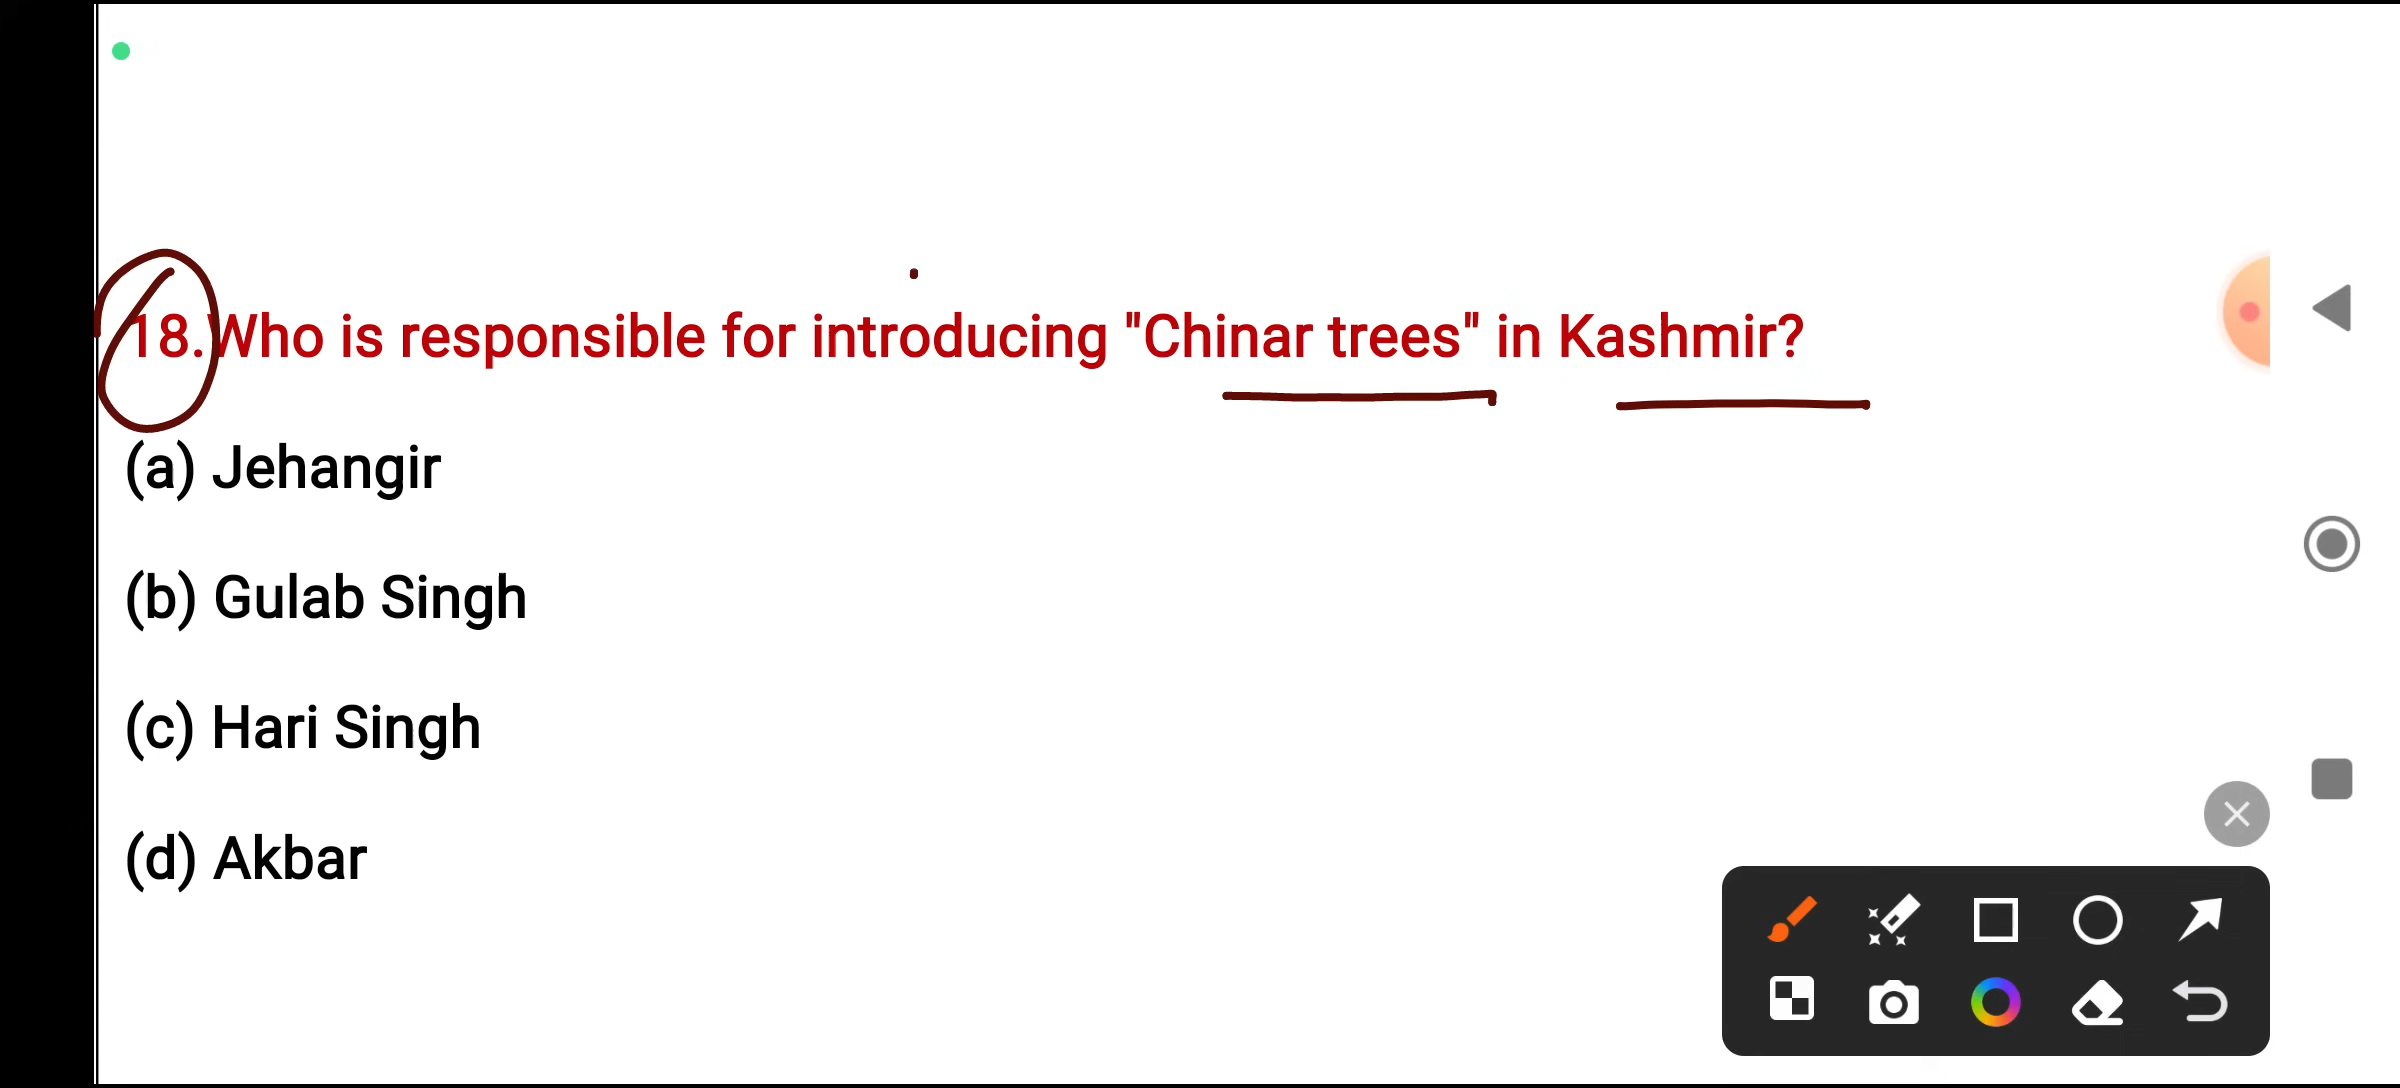 18.Who is responsible for introducing "Chinar trees" in Kashmir?
(a) Jehangir
(b) Gulab Singh
(c) Hari Singh
(d) Akbar